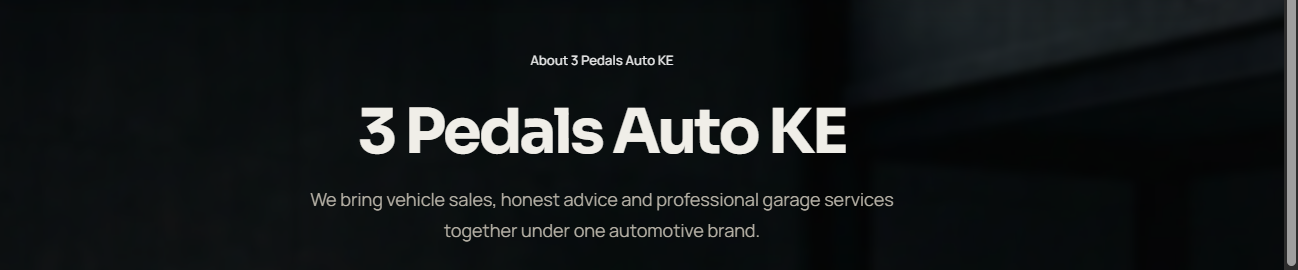 About 3 Pedals Auto KE
3 Pedals Auto KE
We bring vehicle sales, honest advice and professional garage services
together under one automotive brand.